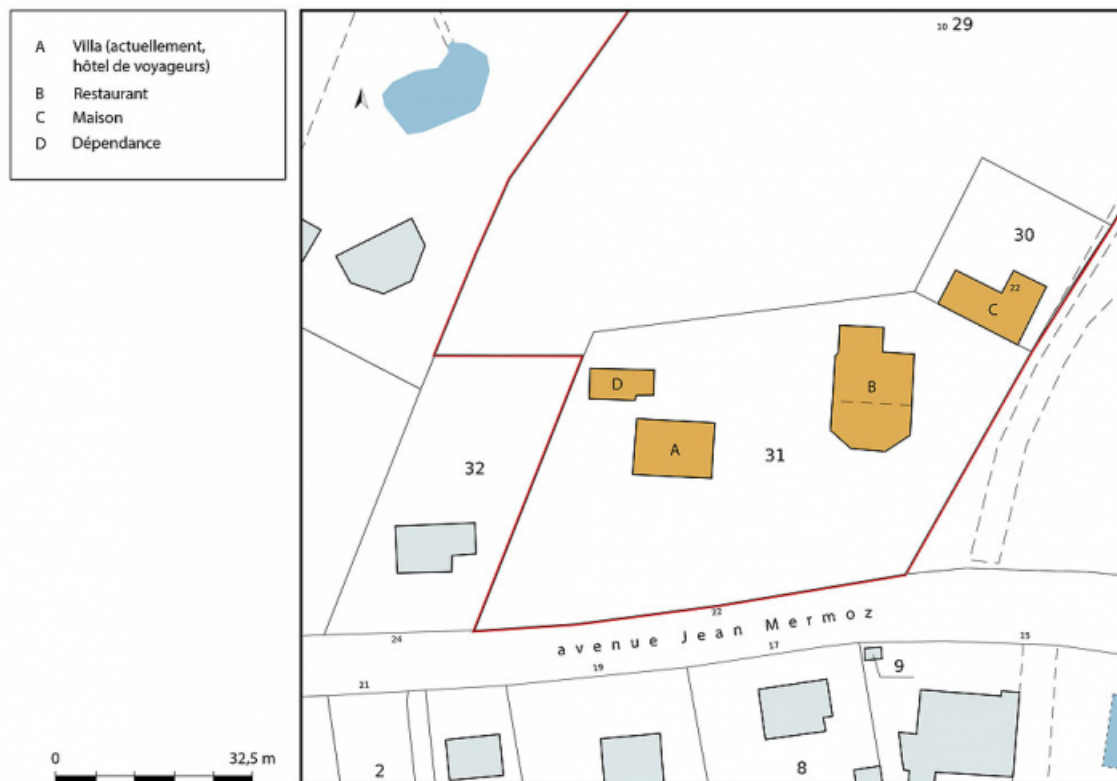 A Villa (actuellement,
hôtel de voyageurs)
B Restaurant
C Maison
D Dépendance
10 29
30
22
C
D
B
A
31
32
22
avenue Jean Mermoz
24
15
17
19
9
21
2
8
0 32,5 m